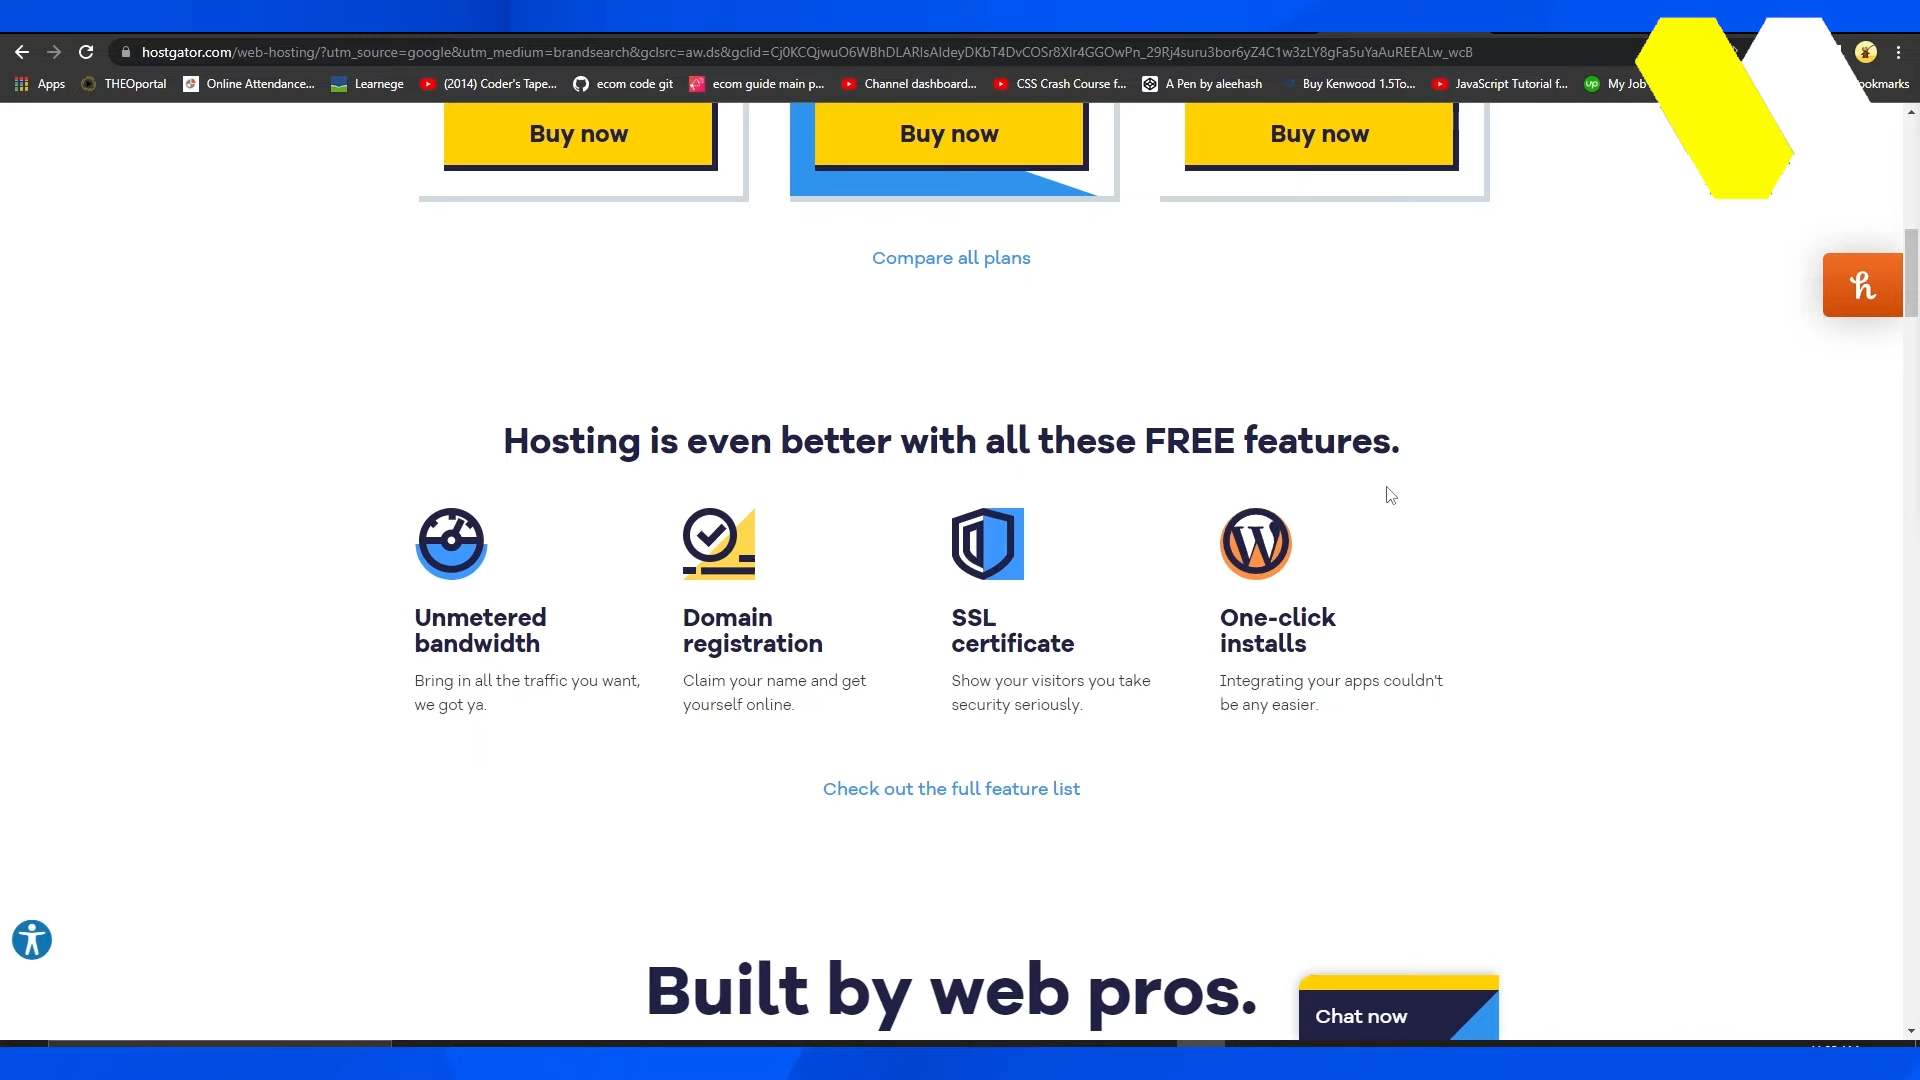 hostgator.com/web-hosting/?utm_source=google&utm_medium=brandsearch&gclsrc=aw.ds&gclid=Cj0KCQjwuO6WBhDLARIsAIdeyDKbT4DvCOSr8XIr4GGOwPn_29Rj4suru3bor6yZ4C1w3zLY8gFa5uYaAuREEALw_wcB
Apps THEOportal Online Attendance... Learnege (2014) Coder's Tape... ecom code git ecom guide main p... Channel dashboard... CSS Crash Course f... A Pen by aleehash Buy Kenwood 1.5To... JavaScript Tutorial f... My Job
Buy now Buy now Buy now
Compare all plans
Hosting is even better with all these FREE features.
Unmetered
bandwidth
Bring in all the traffic you want,
we got ya.
Domain
registration
Claim your name and get
yourself online.
SSL
certificate
Show your visitors you take
security seriously.
One-click
installs
Integrating your apps couldn't
be any easier.
Check out the full feature list
Built by web pros.
Chat now